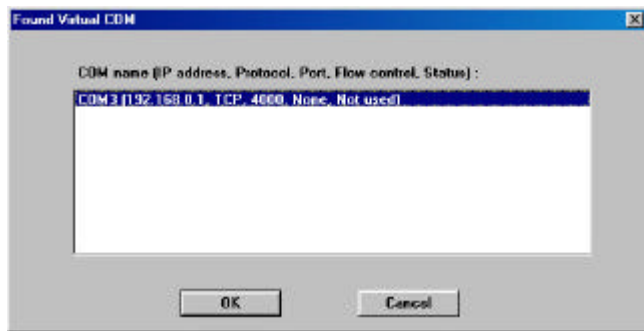 Found Virtual COM
COM name (IP address, Protocol, Port, Flow control, Status) :
COM3 (192.168.0.1, TCP, 4000, None, Not used)
OK
Cancel